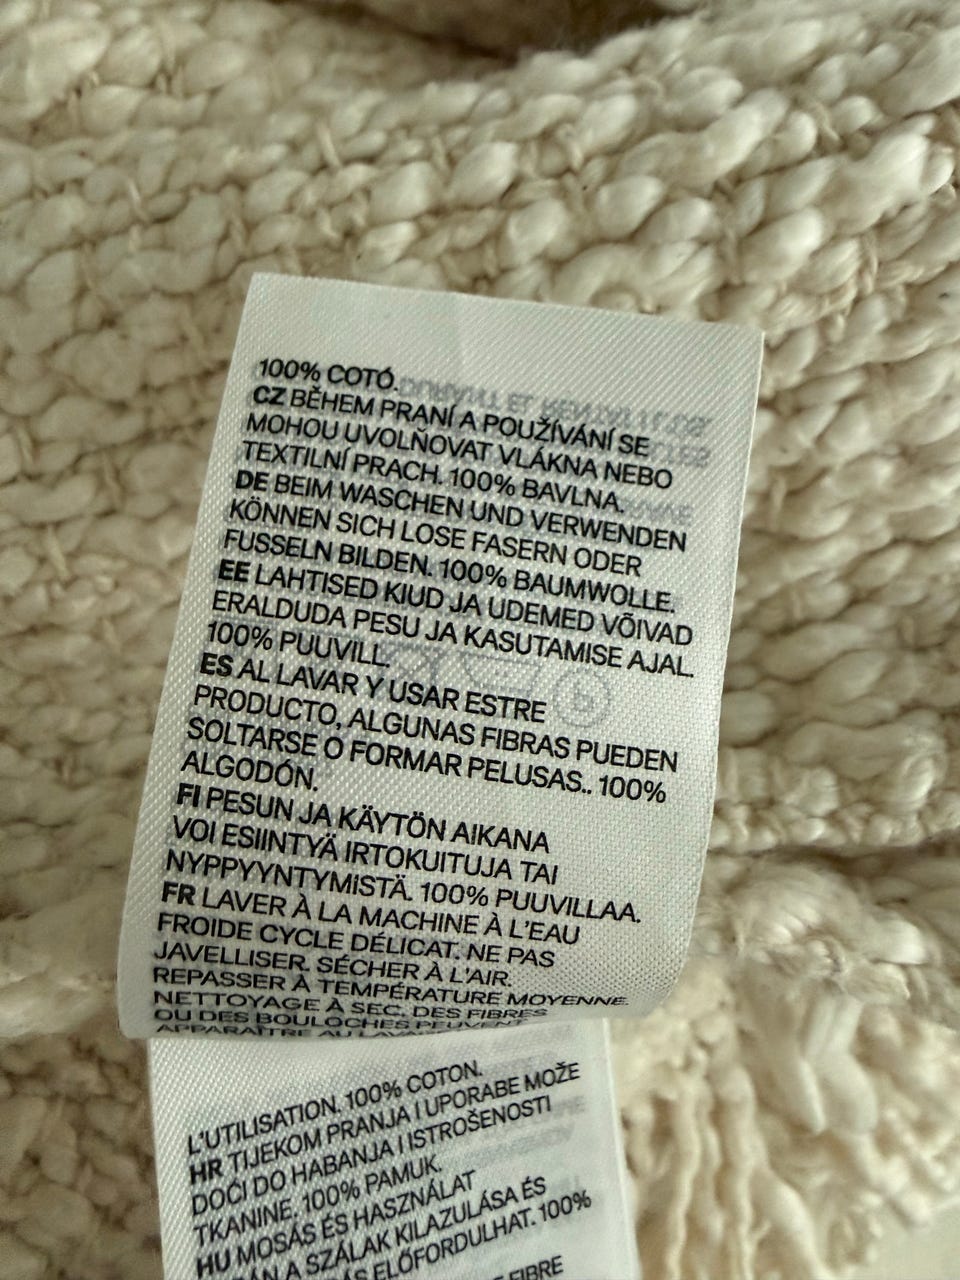 100% COTÓ.
CZ BĚHEM PRANÍ A POUŽÍVÁNÍ SE
MOHOU UVOLŇOVAT VLÁKNA NEBO
TEXTILNÍ PRACH. 100% BAVLNA.
DE BEIM WASCHEN UND VERWENDEN
KÖNNEN SICH LOSE FASERN ODER
FUSSELN BILDEN. 100% BAUMWOLLE.
EE LAHTISED KIUD JA UDEMED VÕIVAD
ERALDUDA PESU JA KASUTAMISE AJAL.
100% PUUVILL.
ES AL LAVAR Y USAR ESTRE
PRODUCTO, ALGUNAS FIBRAS PUEDEN
SOLTARSE O FORMAR PELUSAS.. 100%
ALGODÓN.
FI PESUN JA KÄYTÖN AIKANA
VOI ESIINTYÄ IRTOKUITUJA TAI
NYPPYYNTYMISTÄ. 100% PUUVILLAA.
FR LAVER À LA MACHINE À L'EAU
FROIDE CYCLE DÉLICAT. NE PAS
JAVELLISER. SÉCHER À L'AIR.
REPASSER À TEMPÉRATURE MOYENNE.
NETTOYAGE À SEC. DES FIBRES
OU DES BOULOCHES PEUVENT
APPARAÎTRE AU
L'UTILISATION. 100% COTON.
HR TIJEKOM PRANJA I UPORABE MOŽE
DOĆI DO HABANJA I ISTROŠENOSTI
TKANINE. 100% PAMUK.
HU MOSÁS ÉS HASZNÁLAT
A SZÁLAK KILAZULÁSA ÉS
ELŐFORDULHAT. 100%
FIBRE